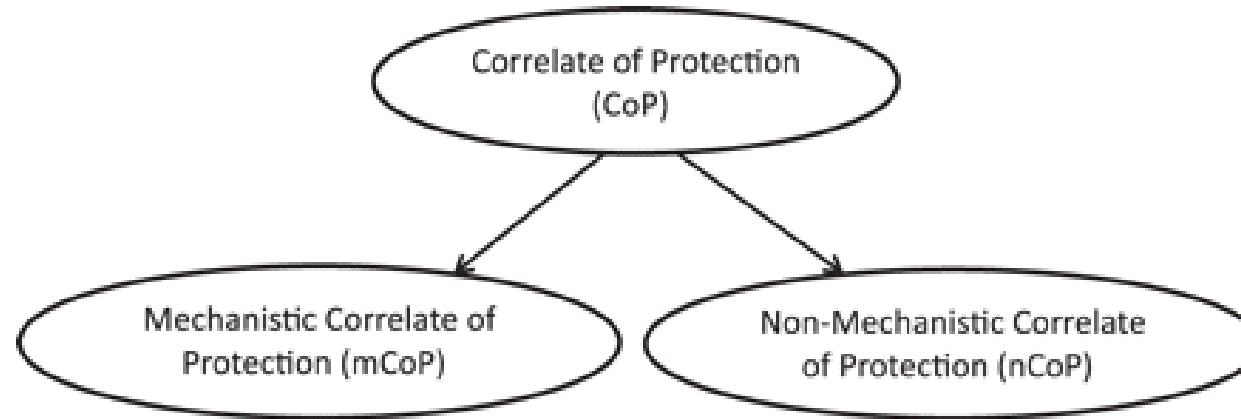 Correlate of Protection
(CoP)
Mechanistic Correlate of
Protection (mCoP)
Non-Mechanistic Correlate
of Protection (nCoP)